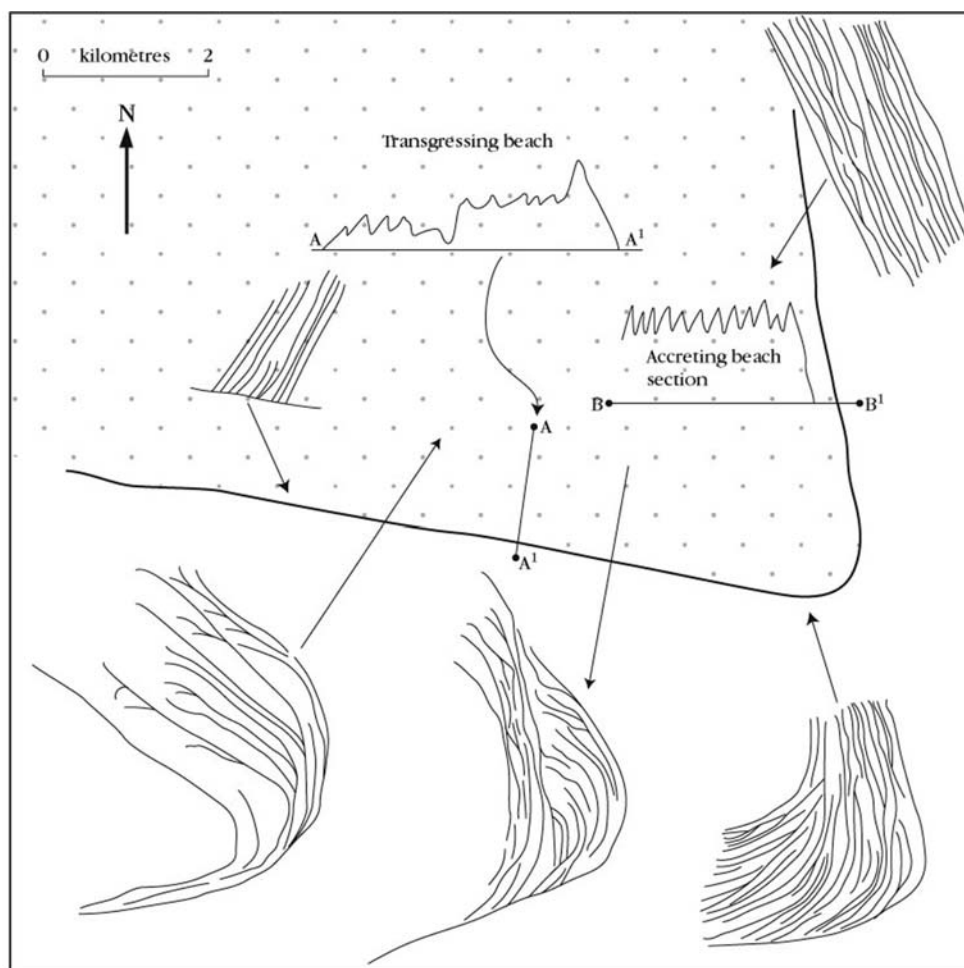 0 kilometres 2
N
Transgressing beach
A A¹
Accreting beach
section
B B¹
A
A¹